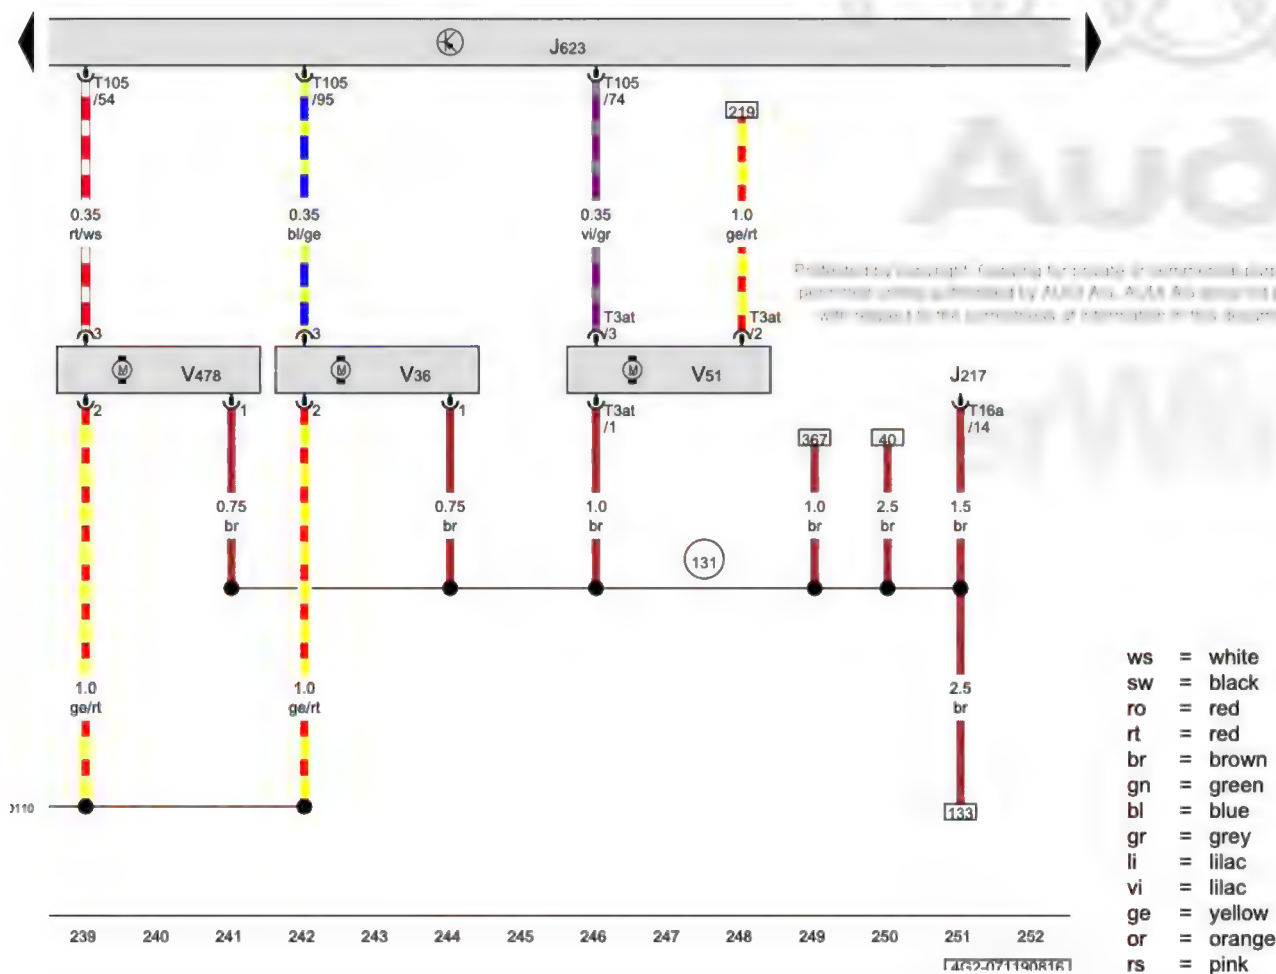 J623
T105
/54
T105
/95
T105
/74
219
Audi
0.35
rt/ws
0.35
bl/ge
0.35
vi/gr
1.0
ge/rt
3
3
T3at
/3
T3at
/2
V478
V36
V51
J217
2
1
2
1
T3at
/1
T16a
/14
367
40
0.75
br
0.75
br
1.0
br
1.0
br
2.5
br
1.5
br
131
1.0
ge/rt
1.0
ge/rt
2.5
br
133
ws = white
sw = black
ro = red
rt = red
br = brown
gn = green
bl = blue
gr = grey
li = lilac
vi = lilac
ge = yellow
or = orange
rs = pink
239 240 241 242 243 244 245 246 247 248 249 250 251 252
4G2-071190816